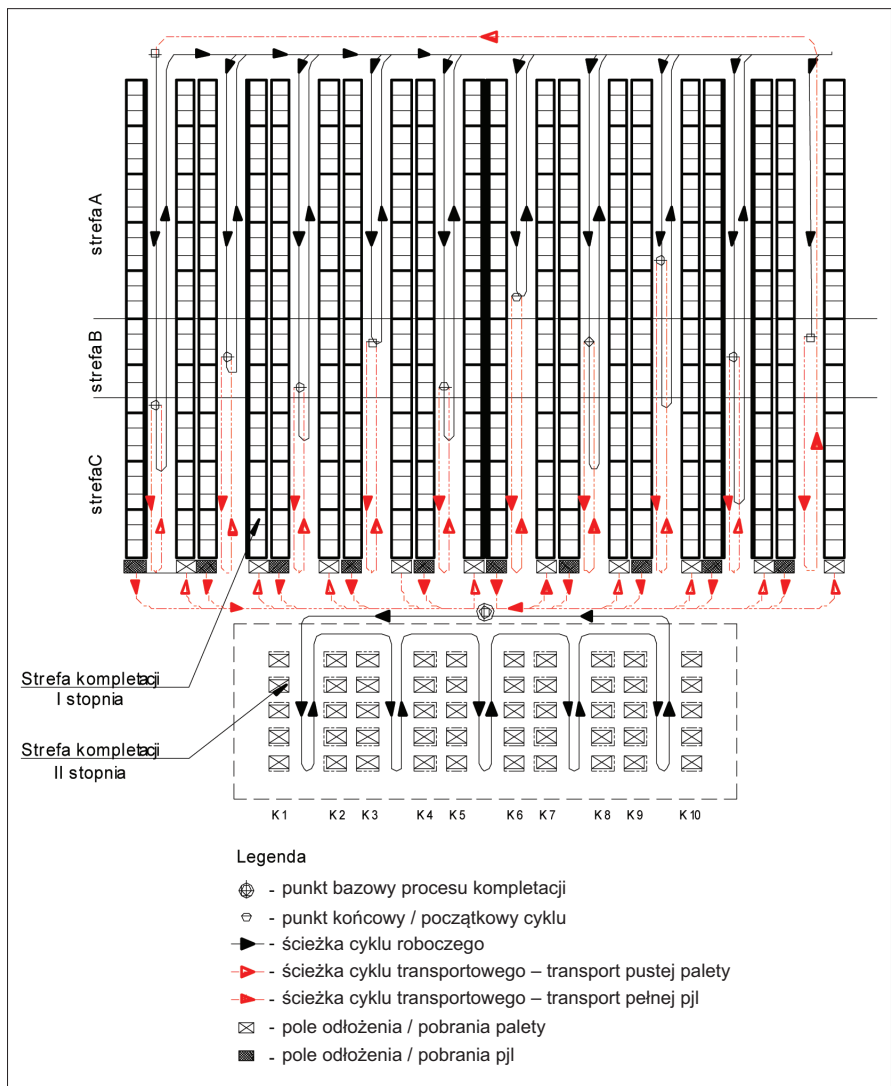 strefa A
strefa B
strefa C
Strefa kompletacji
I stopnia
Strefa kompletacji
II stopnia
K1 K2 K3 K4 K5 K6 K7 K8 K9 K10
Legenda
- punkt bazowy procesu kompletacji
- punkt końcowy / początkowy cyklu
- ścieżka cyklu roboczego
- ścieżka cyklu transportowego – transport pustej palety
- ścieżka cyklu transportowego – transport pełnej pjl
- pole odłożenia / pobrania palety
- pole odłożenia / pobrania pjl